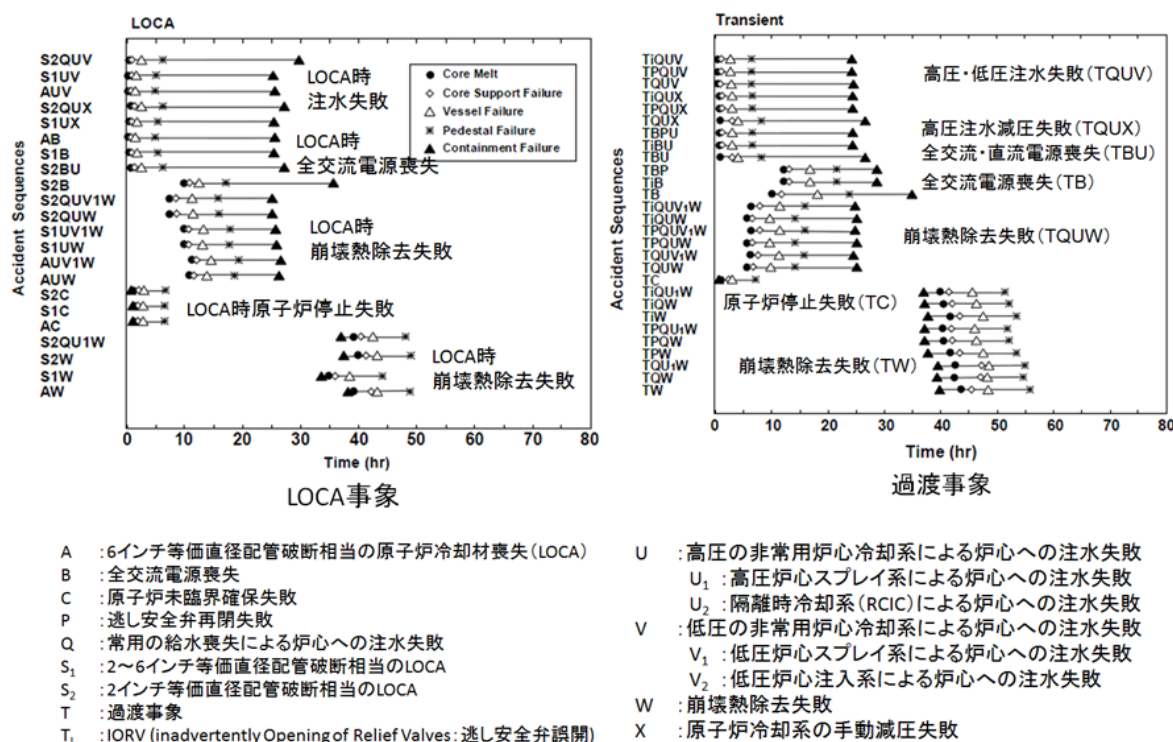 LOCA
S2QUV
S1UV
AUV
S2QUX
S1UX
AB
S1B
S2BU
S2B
S2QUV1W
S2QUW
S1UV1W
S1UW
AUV1W
AUW
S2C
S1C
AC
S2QU1W
S2W
S1W
AW
Accident Sequences
LOCA時
注水失敗
LOCA時
全交流電源喪失
LOCA時
崩壊熱除去失敗
LOCA時原子炉停止失敗
LOCA時
崩壊熱除去失敗
Core Melt
Core Support Failure
Vessel Failure
Pedestal Failure
Containment Failure
0 10 20 30 40 50 60 70 80
Time (hr)
LOCA事象
Transient
TiQUV
TPQUV
TQUV
TiQUX
TPQUX
TQUX
TBPU
TiBU
TBU
TBP
TiB
TB
TiQUV1W
TiQUW
TPQUV1W
TPQUW
TQUV1W
TQUW
TC
TiQU1W
TiQW
TiW
TPQU1W
TPQW
TPW
TQU1W
TQW
TW
Accident Sequences
高圧・低圧注水失敗(TQUV)
高圧注水減圧失敗(TQUX)
全交流・直流電源喪失(TBU)
全交流電源喪失(TB)
崩壊熱除去失敗(TQUW)
原子炉停止失敗(TC)
崩壊熱除去失敗(TW)
0 10 20 30 40 50 60 70 80
Time (hr)
過渡事象
A :6インチ等価直径配管破断相当の原子炉冷却材喪失(LOCA)
B :全交流電源喪失
C :原子炉未臨界確保失敗
P :逃し安全弁再閉失敗
Q :常用の給水喪失による炉心への注水失敗
S1 :2~6インチ等価直径配管破断相当のLOCA
S2 :2インチ等価直径配管破断相当のLOCA
T :過渡事象
Ti :IORV (inadvertently Opening of Relief Valves:逃し安全弁誤開)
U :高圧の非常用炉心冷却系による炉心への注水失敗
U1 :高圧炉心スプレイ系による炉心への注水失敗
U2 :隔離時冷却系(RCIC)による炉心への注水失敗
V :低圧の非常用炉心冷却系による炉心への注水失敗
V1 :低圧炉心スプレイ系による炉心への注水失敗
V2 :低圧炉心注入系による炉心への注水失敗
W :崩壊熱除去失敗
X :原子炉冷却系の手動減圧失敗